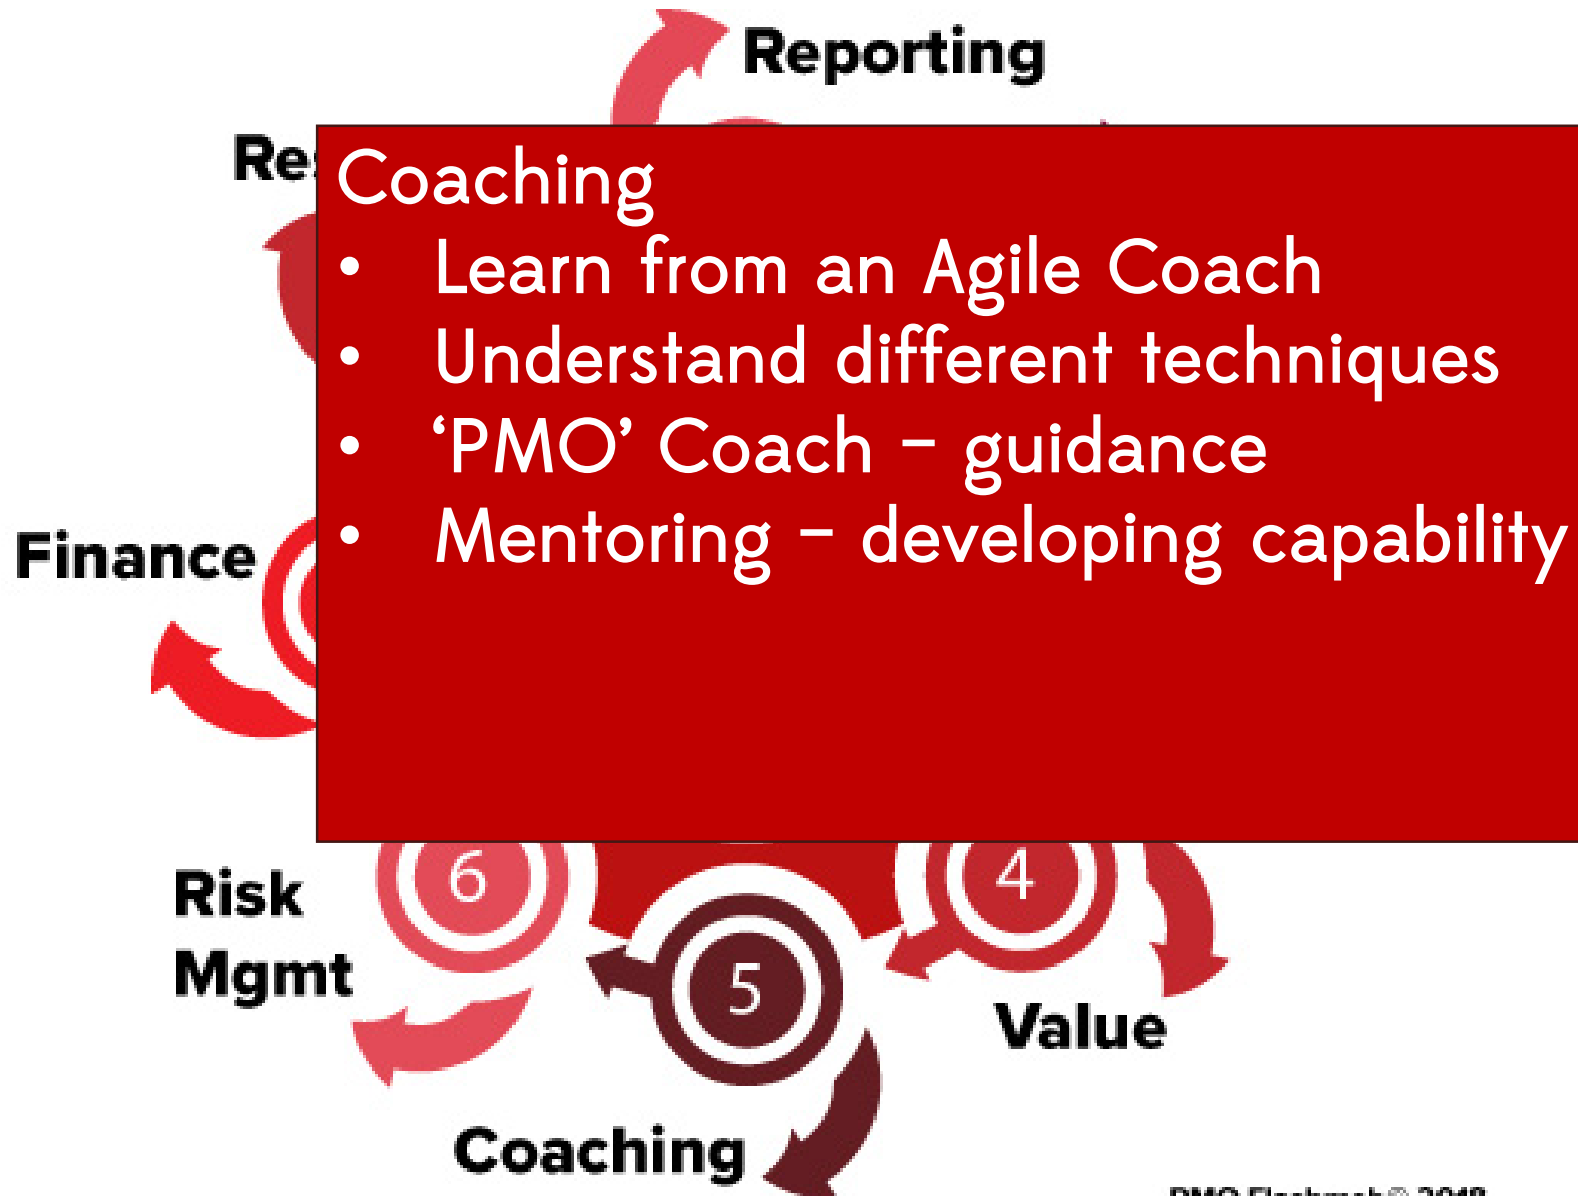 Reporting
Coaching
• Learn from an Agile Coach
• Understand different techniques
• ‘PMO’ Coach – guidance
• Mentoring – developing capability
Finance
6
4
Risk
Mgmt
5
Value
Coaching